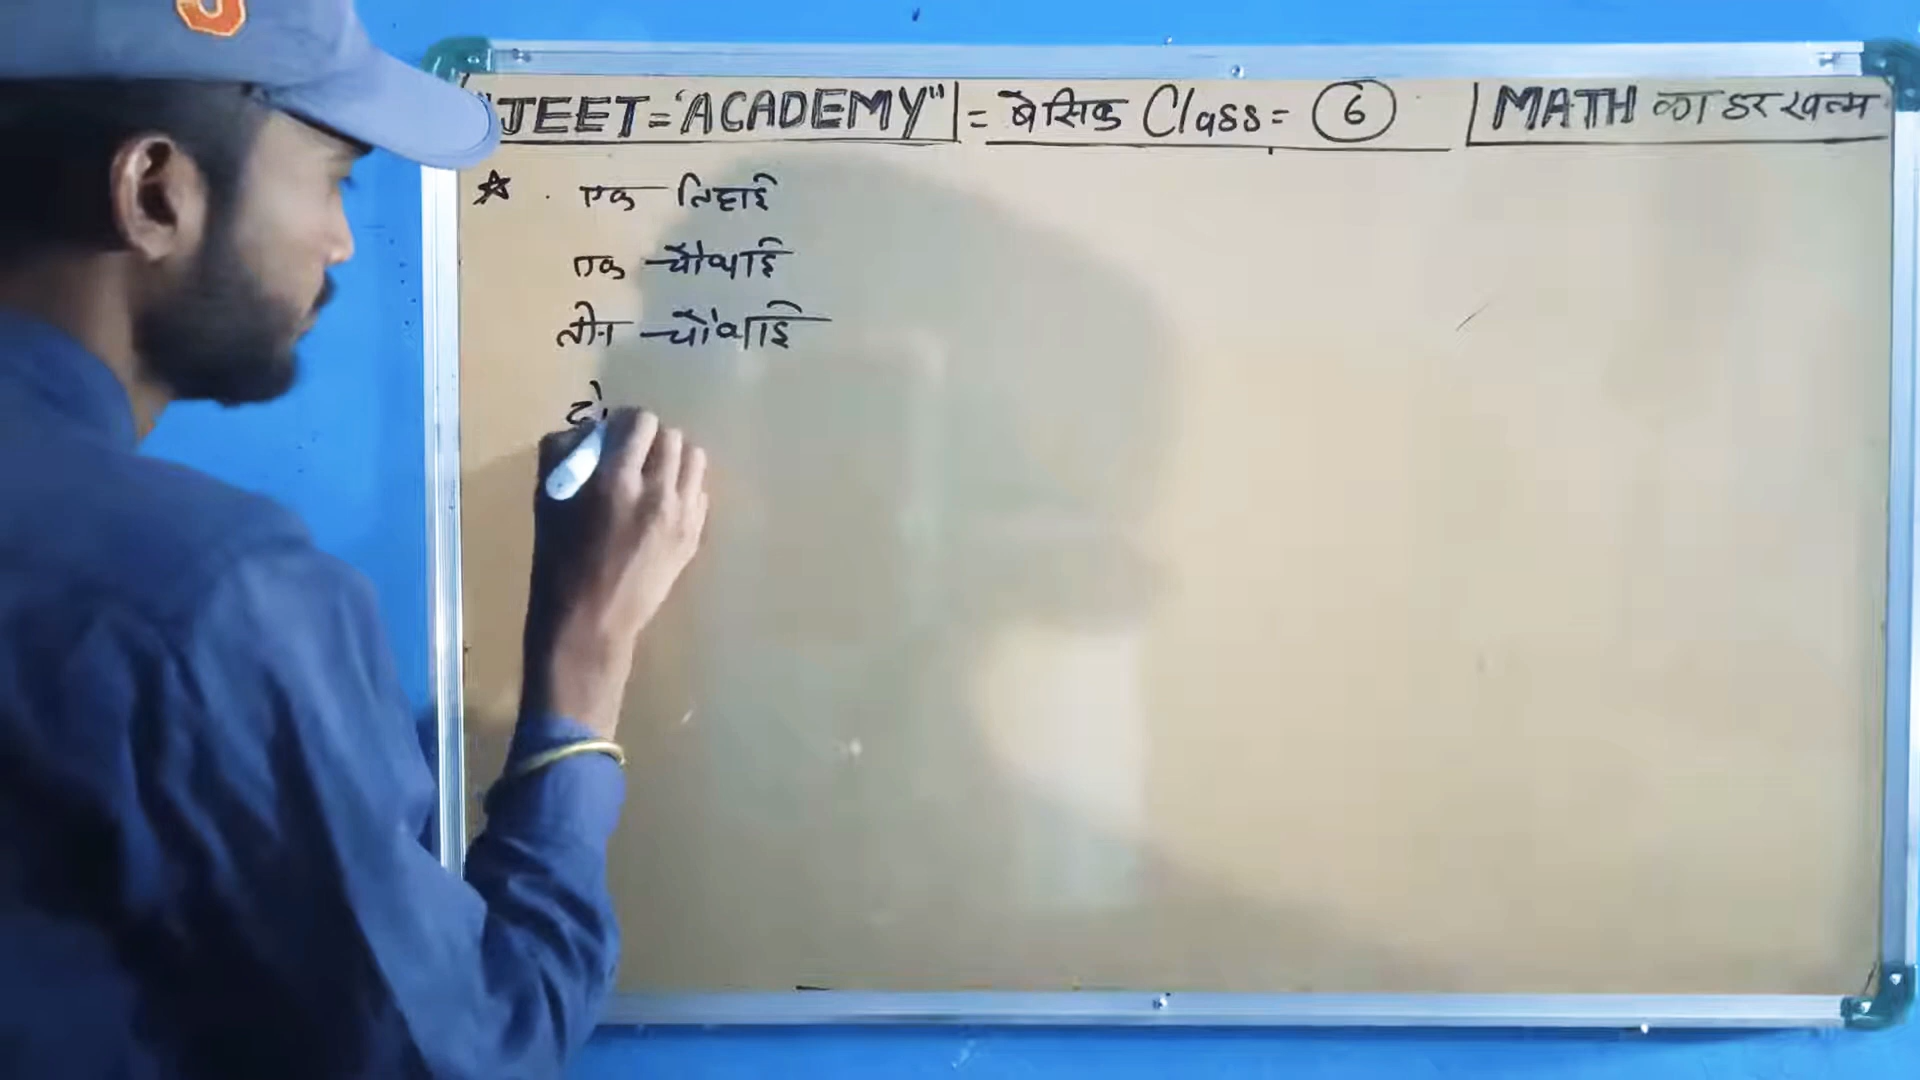 "JEET='ACADEMY" = बेसिक Class= 6 MATH का डर खत्म
एक तिहाई
एक चौथाई
तीन चौथाई
दो